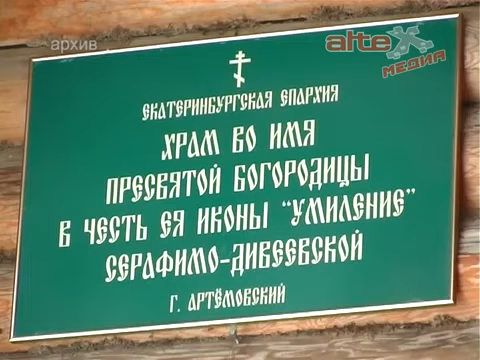 архив
alteX
МЕДИА
ЕКАТЕРИНБУРГСКАЯ ЕПАРХИЯ
ХРАМ ВО ИМЯ
ПРЕСВЯТОЙ БОГОРОДИЦЫ
В ЧЕСТЬ ЕЯ ИКОНЫ "УМИЛЕНИЕ"
СЕРАФИМО-ДИВЕЕВСКОЙ
Г. АРТЁМОВСКИЙ